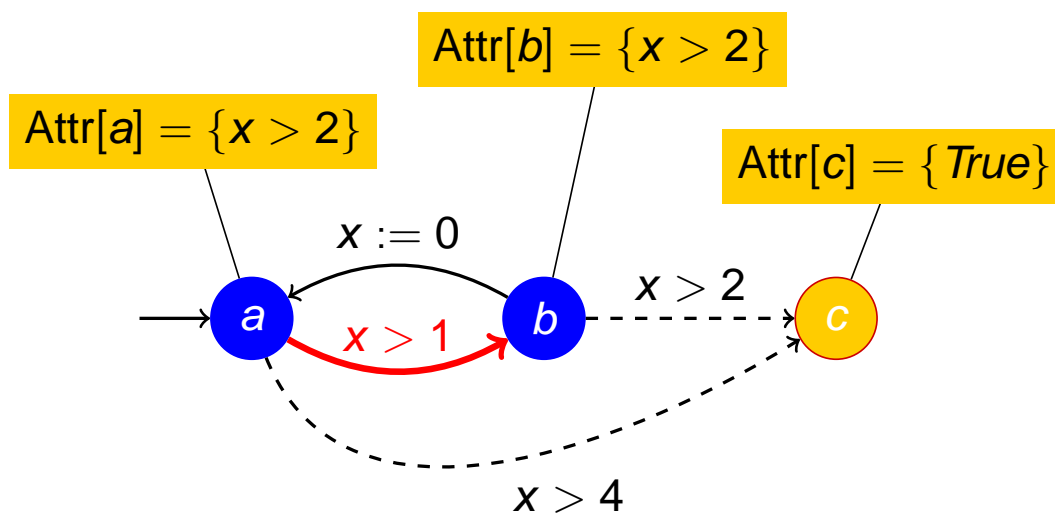 Attr[b] = {x > 2}
Attr[a] = {x > 2}
Attr[c] = {True}
x := 0
x > 2
a
x > 1
b
c
x > 4